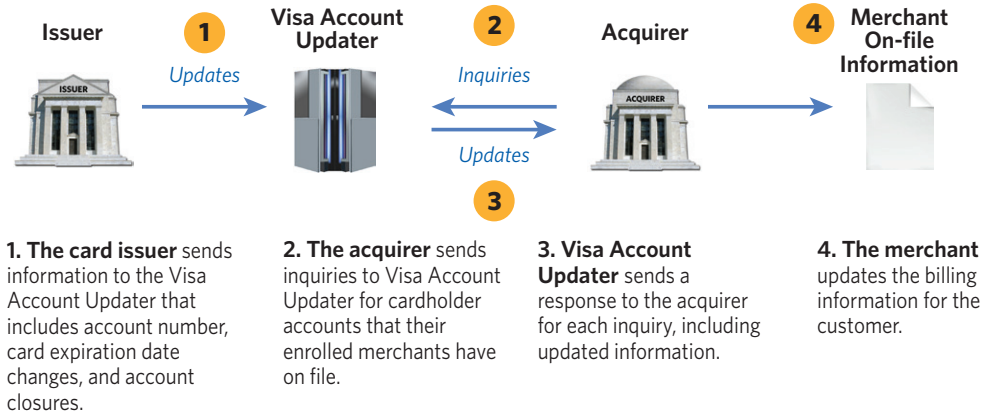 Issuer
1
Updates
ISSUER
Visa Account
Updater
2
Inquiries
Updates
3
Acquirer
ACQUIRER
4
Merchant
On-file
Information
1. The card issuer sends
information to the Visa
Account Updater that
includes account number,
card expiration date
changes, and account
closures.
2. The acquirer sends
inquiries to Visa Account
Updater for cardholder
accounts that their
enrolled merchants have
on file.
3. Visa Account
Updater sends a
response to the acquirer
for each inquiry, including
updated information.
4. The merchant
updates the billing
information for the
customer.